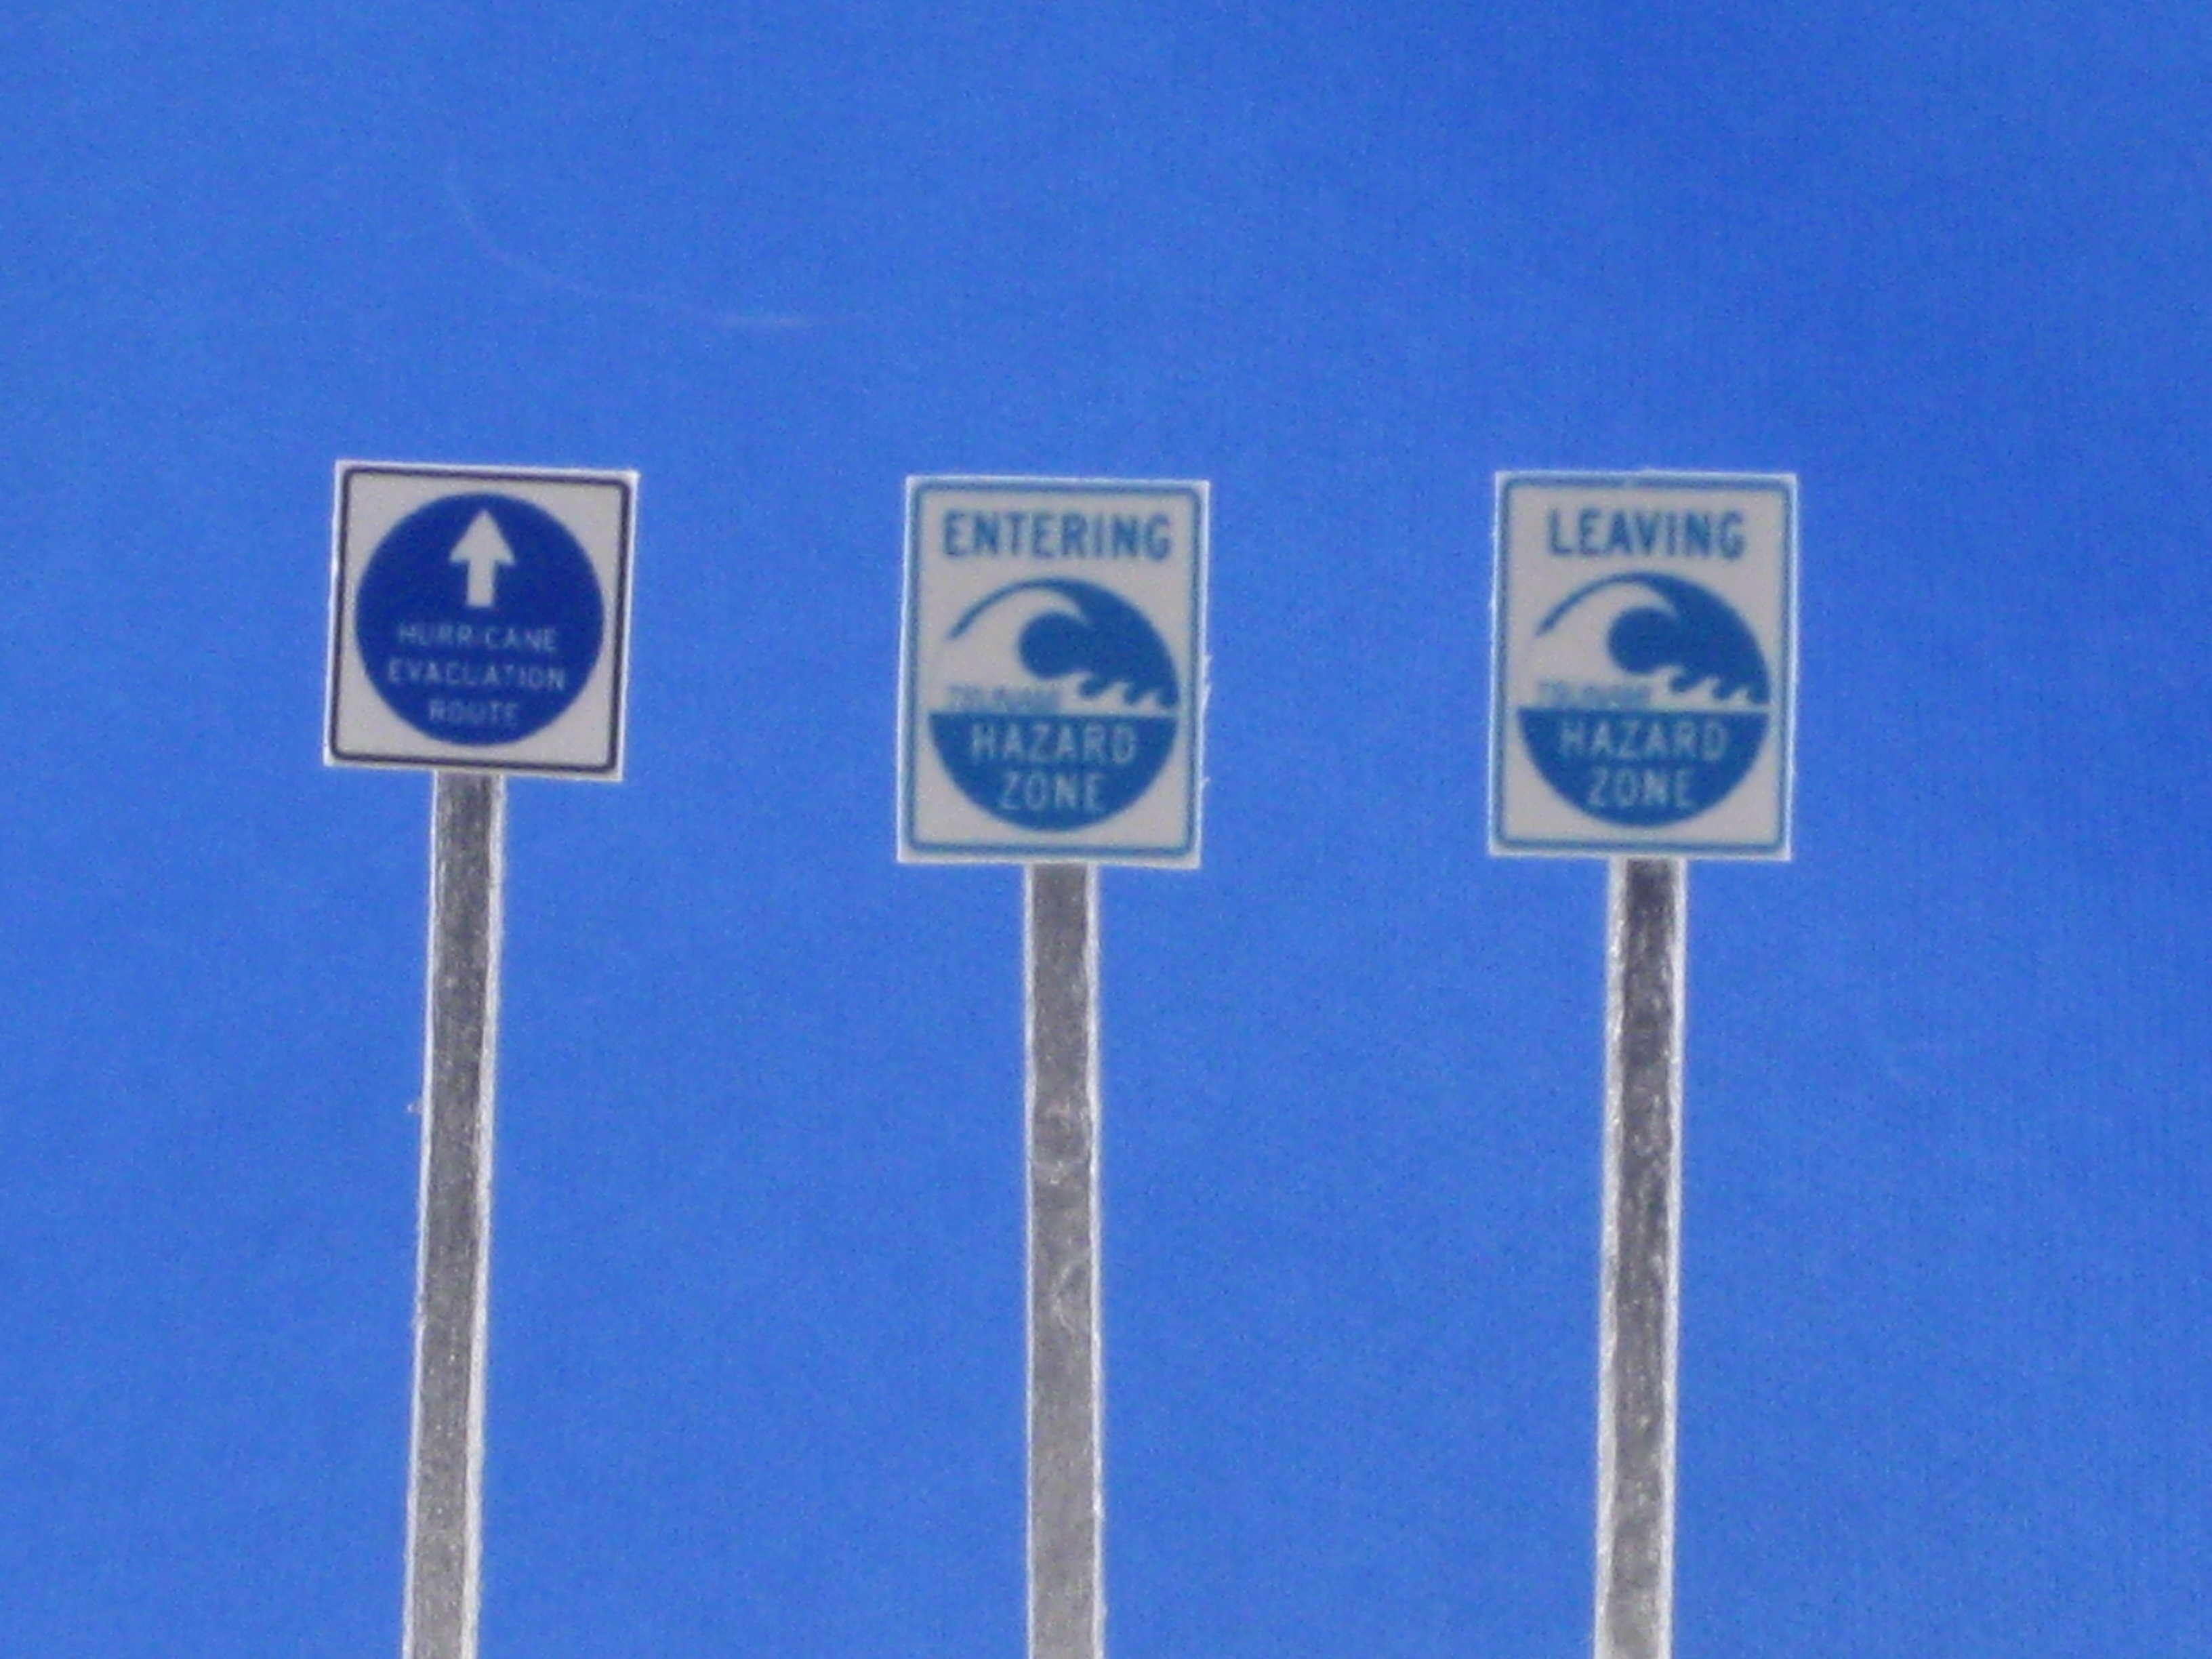 HURRICANE
EVACUATION
ROUTE
ENTERING
HAZARD
ZONE
LEAVING
HAZARD
ZONE